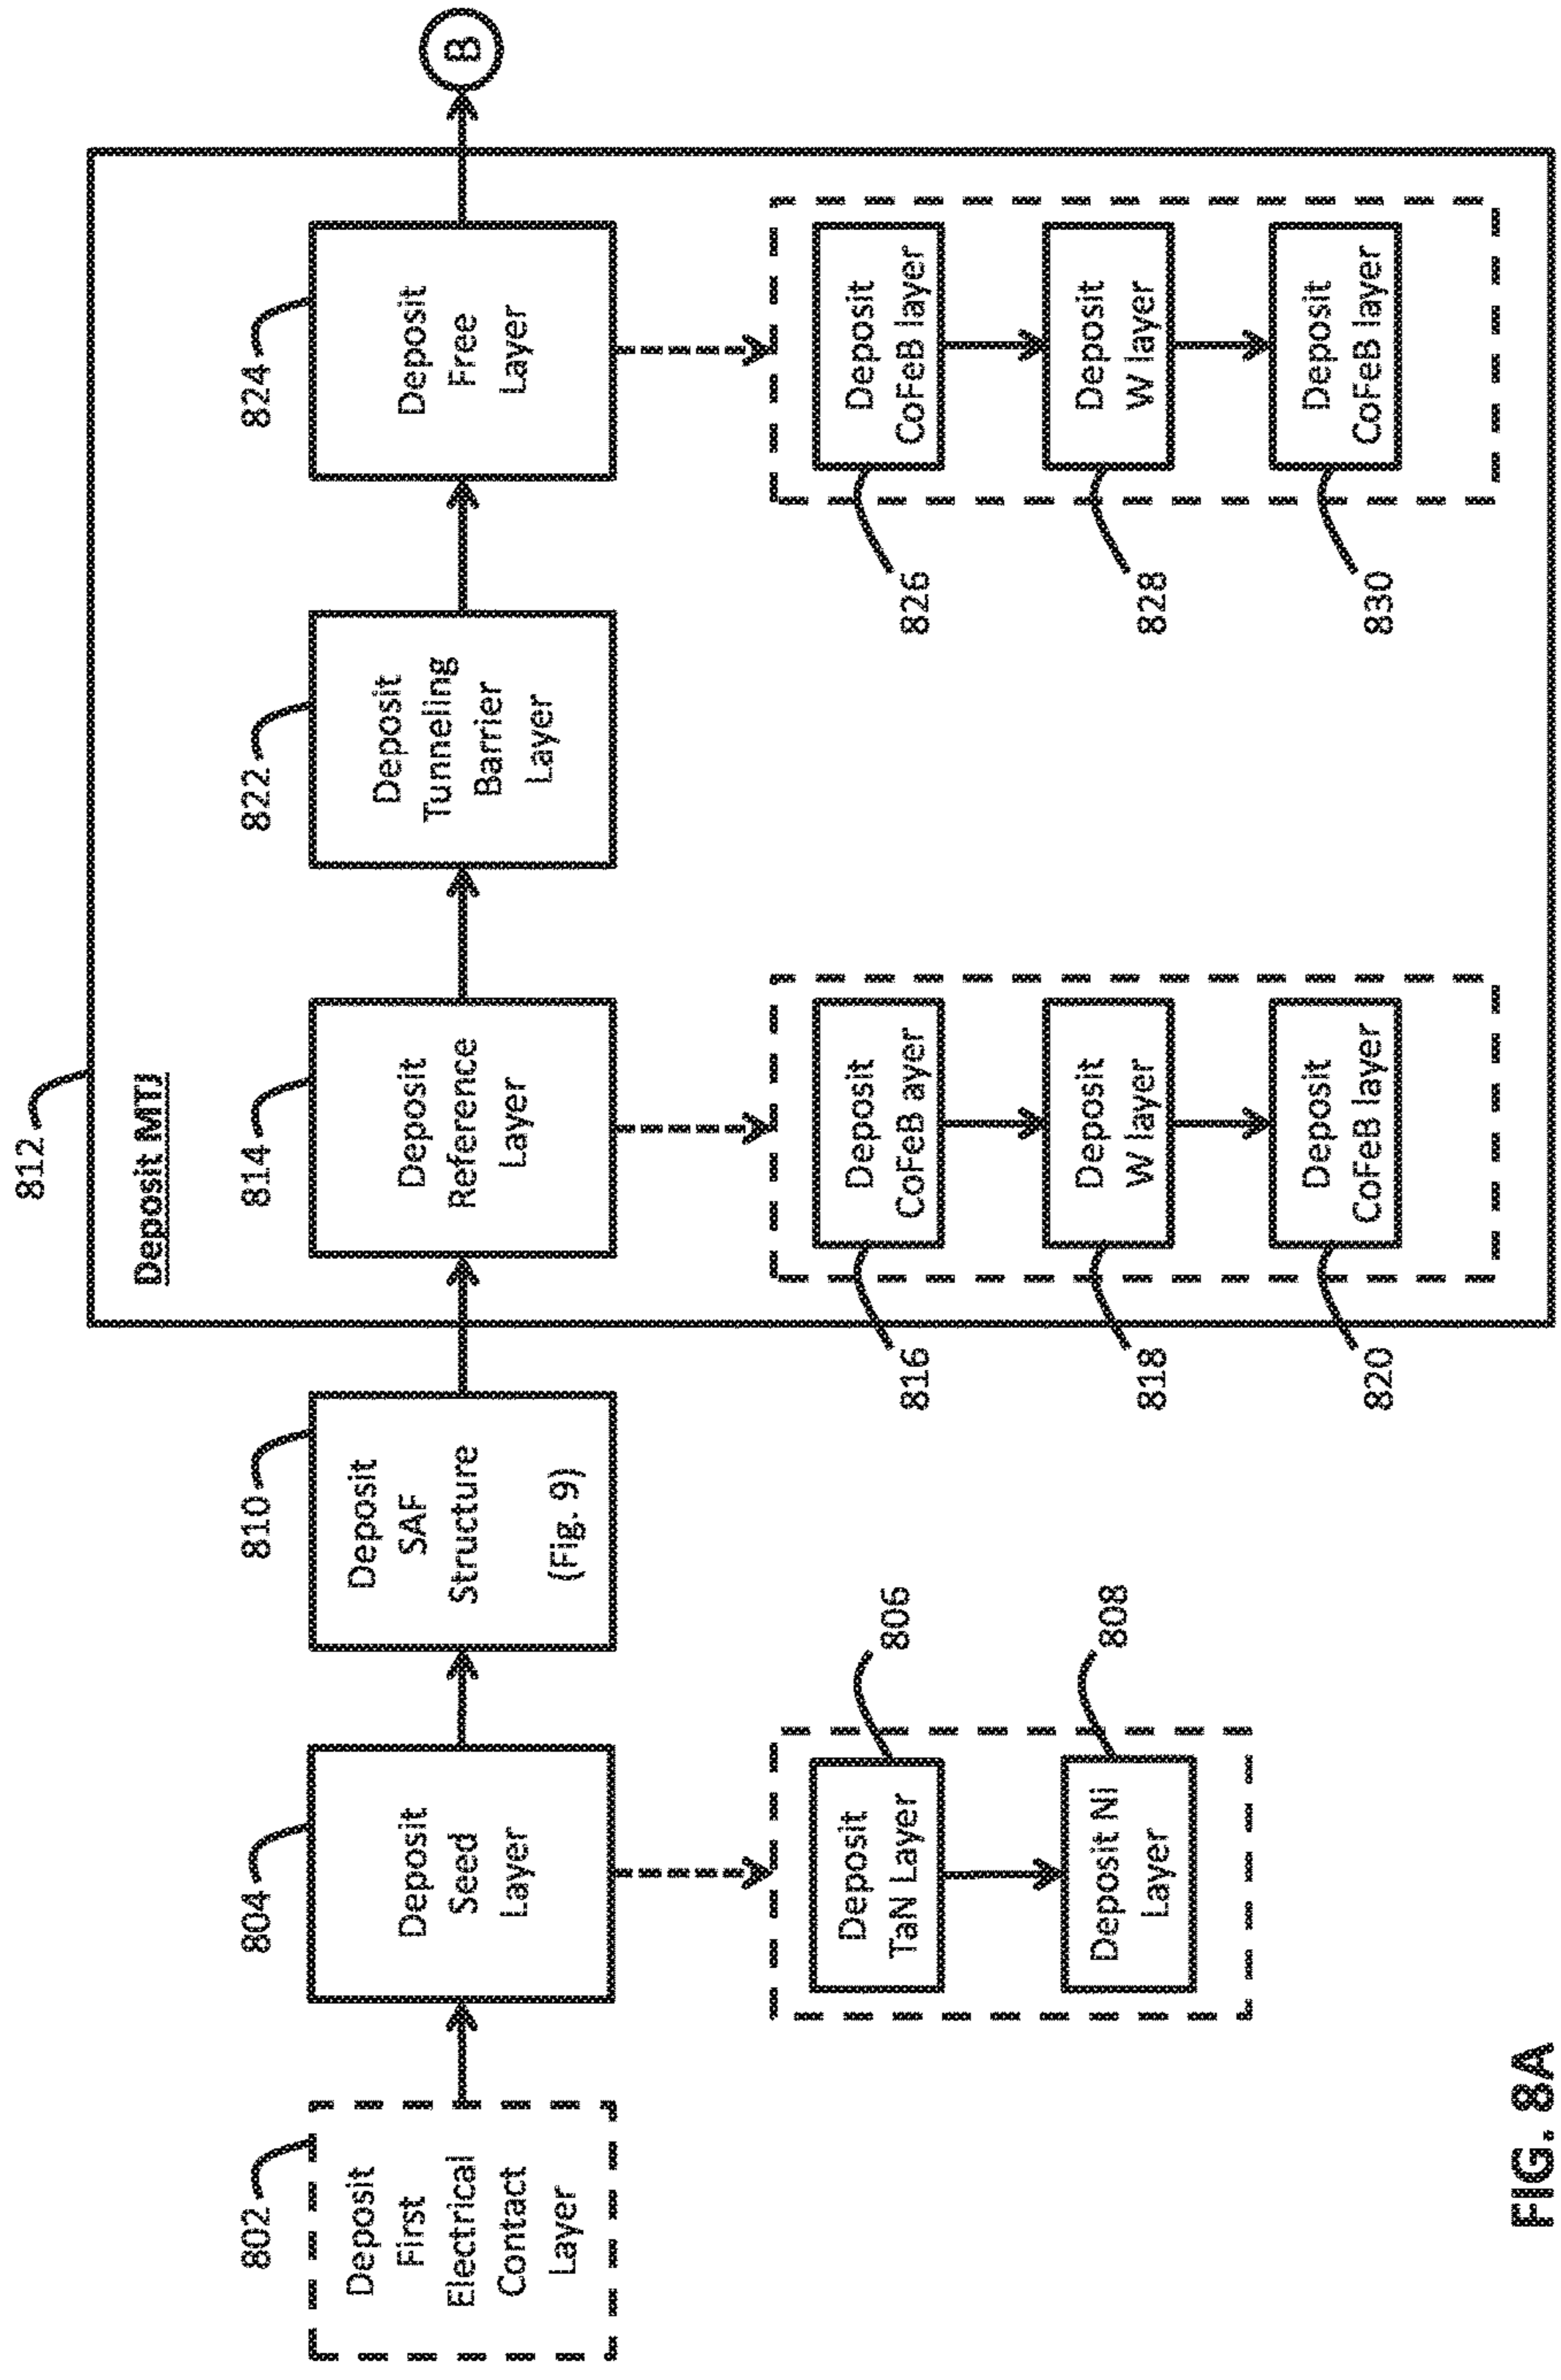 812
Deposit MTJ
802
Deposit
First
Electrical
Contact
Layer
804
Deposit
Seed
Layer
810
Deposit
SAF
Structure
(Fig. 9)
814
Deposit
Reference
Layer
822
Deposit
Tunneling
Barrier
Layer
824
Deposit
Free
Layer
B
Deposit
TaN Layer
806
Deposit Ni
Layer
808
816
Deposit
CoFeB ayer
818
Deposit
W layer
820
Deposit
CoFeB layer
826
Deposit
CoFeB layer
828
Deposit
W layer
830
Deposit
CoFeB layer
FIG. 8A